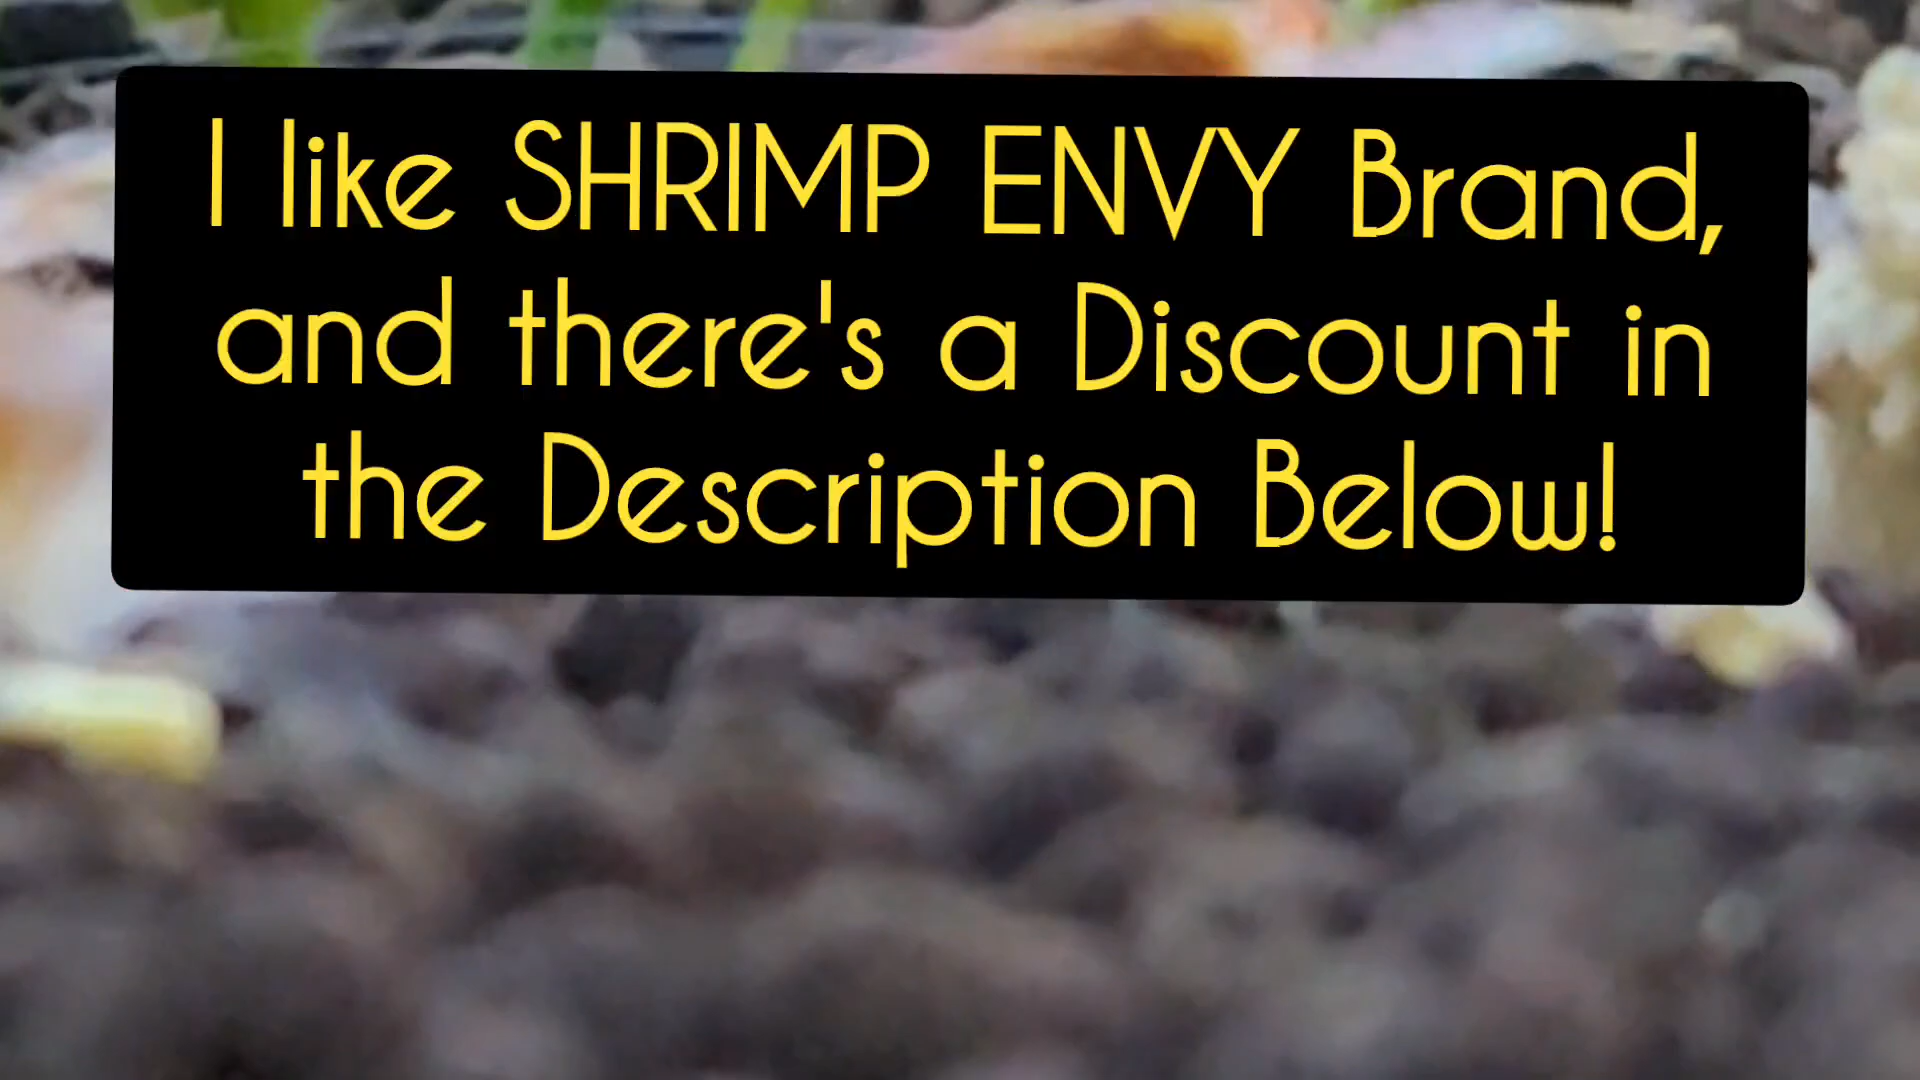 I like SHRIMP ENVY Brand,
and there's a Discount in
the Description Below!